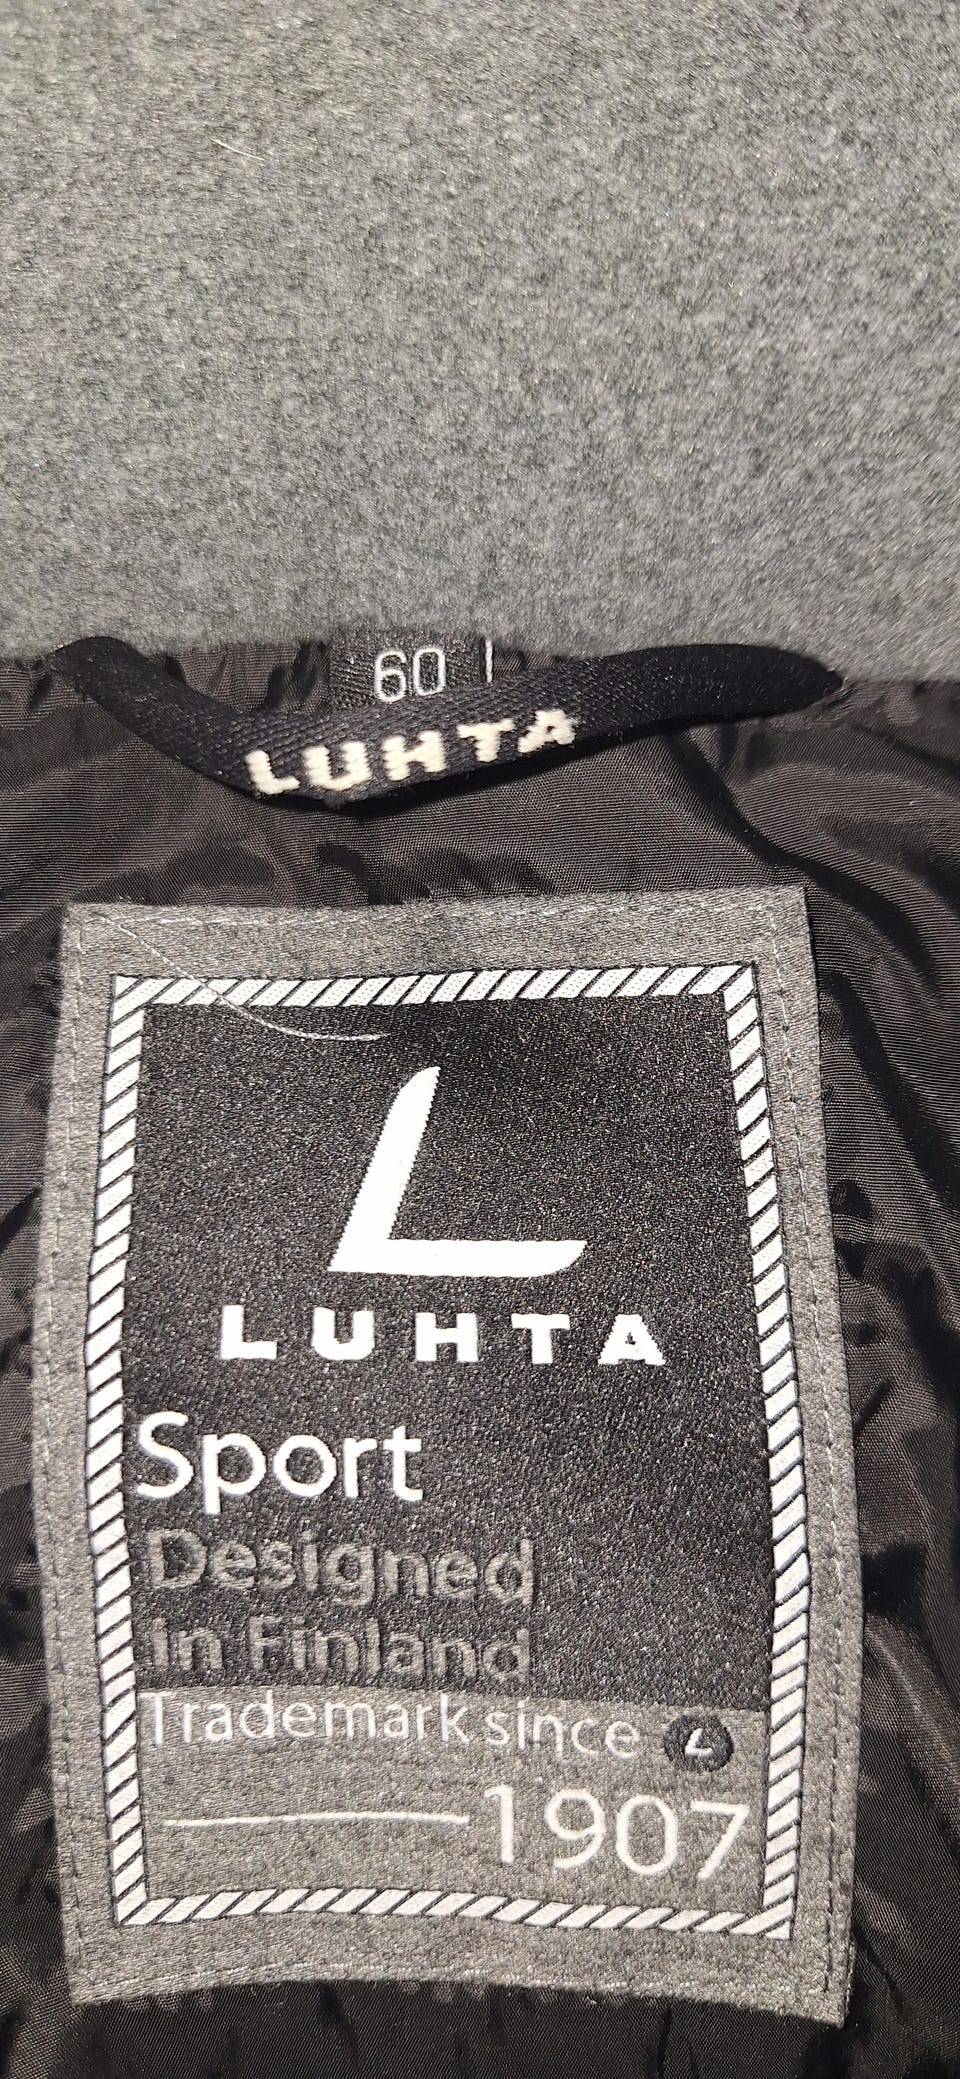 60
LUHTA
L
LUHTA
Sport
Designed
in Finland
Trademark since L
1907